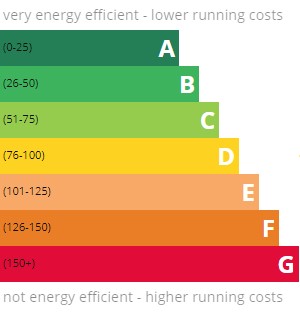 very energy efficient - lower running costs
(0-25) A
(26-50) B
(51-75) C
(76-100) D
(101-125) E
(126-150) F
(150+) G
not energy efficient - higher running costs